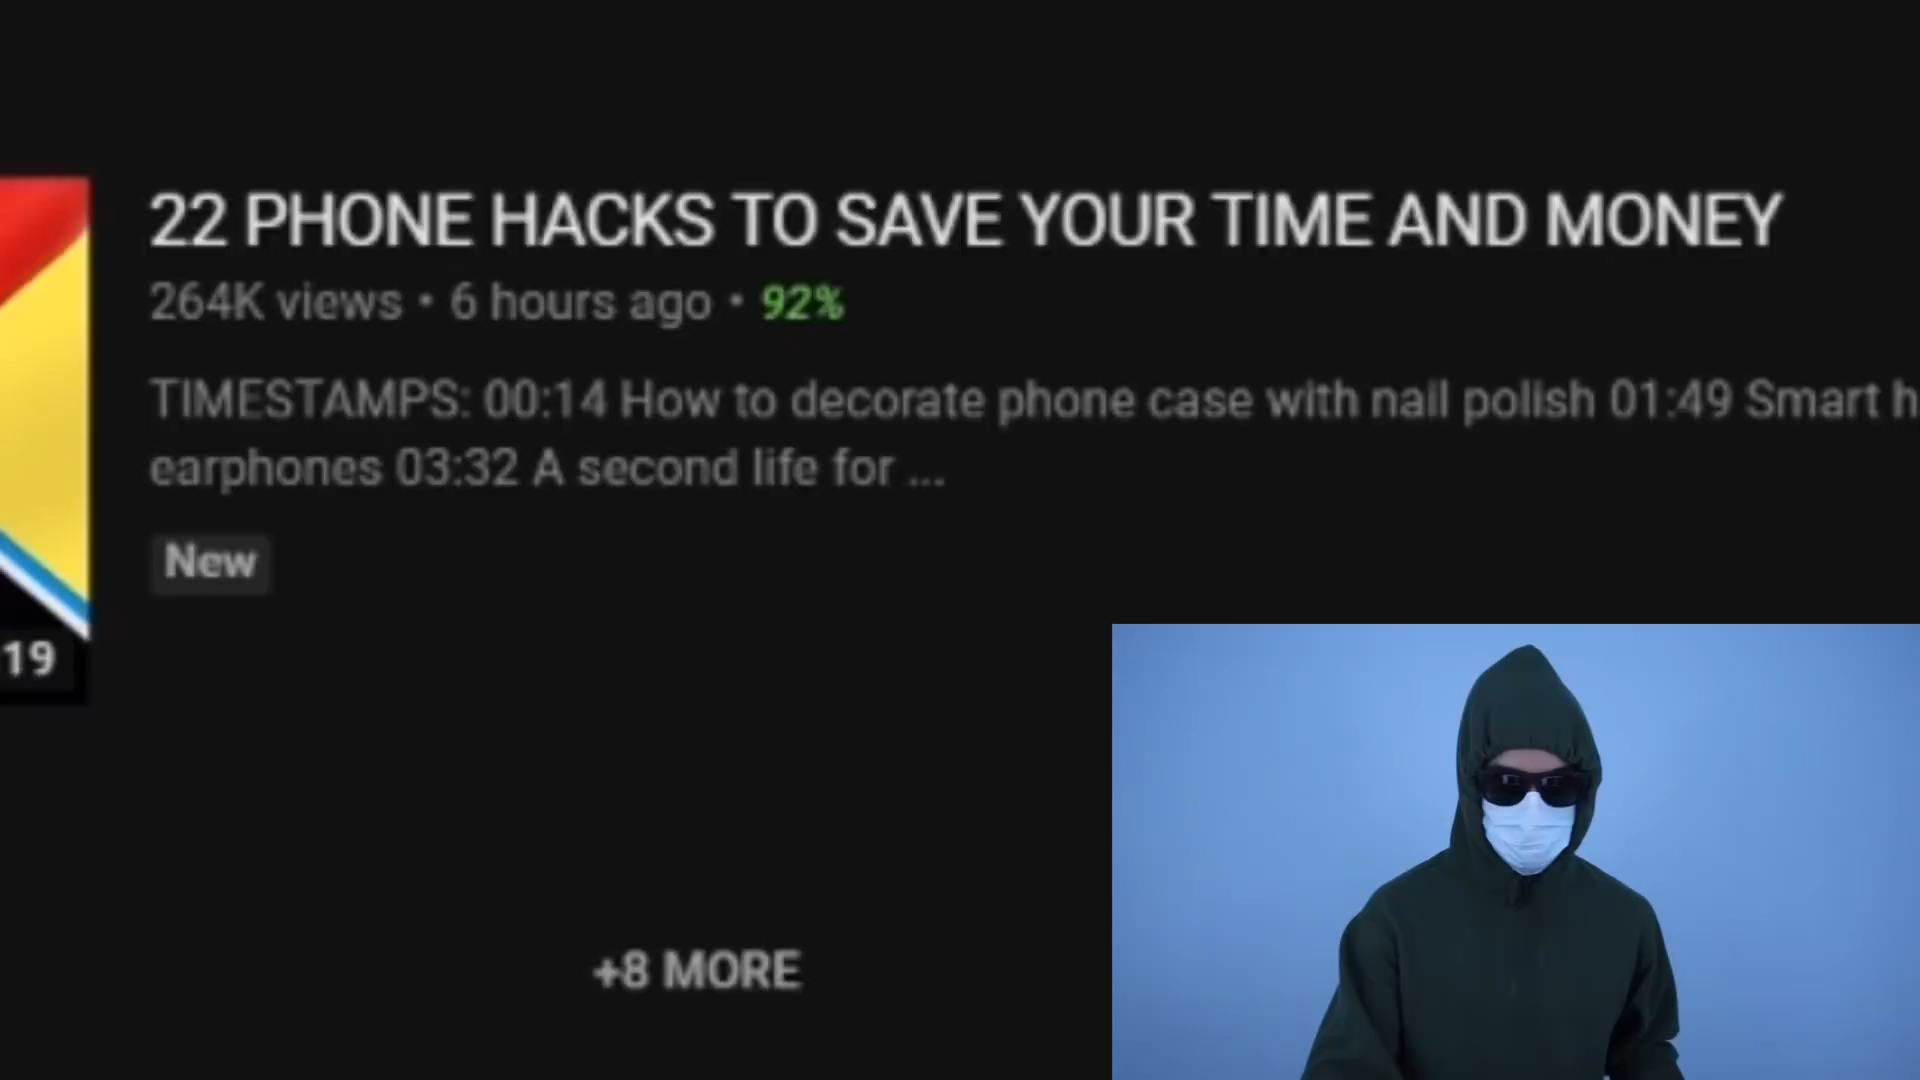 22 PHONE HACKS TO SAVE YOUR TIME AND MONEY
264K views • 6 hours ago • 92%
TIMESTAMPS: 00:14 How to decorate phone case with nail polish 01:49 Smart
earphones 03:32 A second life for ...
New
19
+8 MORE